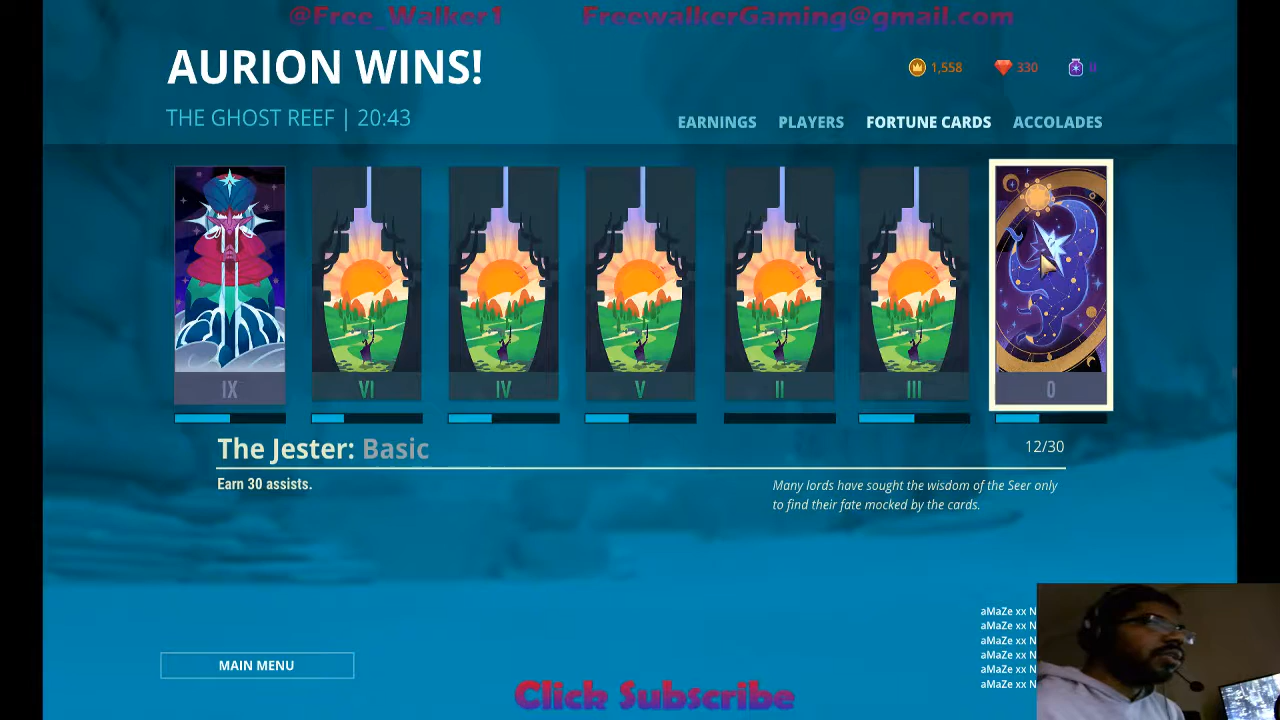 @Free_Walker1 FreewalkerGaming@gmail.com
AURION WINS!
1,558 330 0
THE GHOST REEF | 20:43
EARNINGS PLAYERS FORTUNE CARDS ACCOLADES
IX VI IV V II III 0
The Jester: Basic 12/30
Earn 30 assists.
Many lords have sought the wisdom of the Seer only
to find their fate mocked by the cards.
aMaZe xx N
aMaZe xx N
aMaZe xx N
aMaZe xx N
aMaZe xx N
aMaZe xx N
MAIN MENU
Click Subscribe